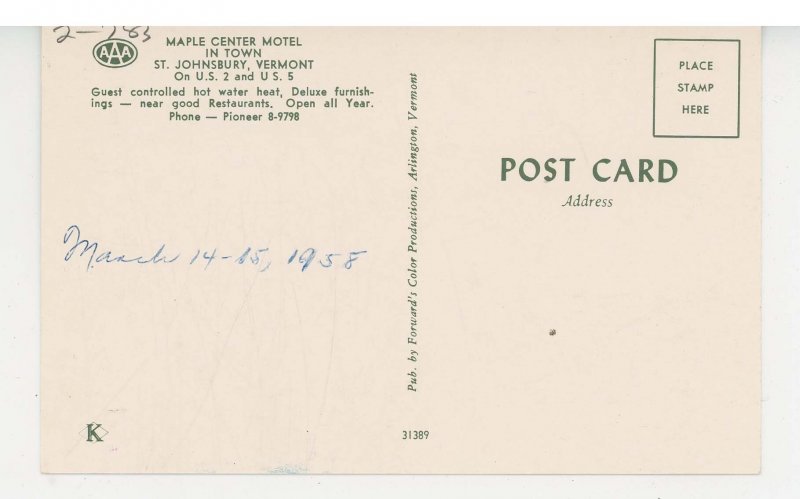 AAA
MAPLE CENTER MOTEL
IN TOWN
ST. JOHNSBURY, VERMONT
On U.S. 2 and U S. 5
Guest controlled hot water heat, Deluxe furnish-
ings — near good Restaurants. Open all Year.
Phone — Pioneer 8-9798
March 14-15, 1958
K
Pub. by Forward's Color Productions, Arlington, Vermont
31389
PLACE
STAMP
HERE
POST CARD
Address